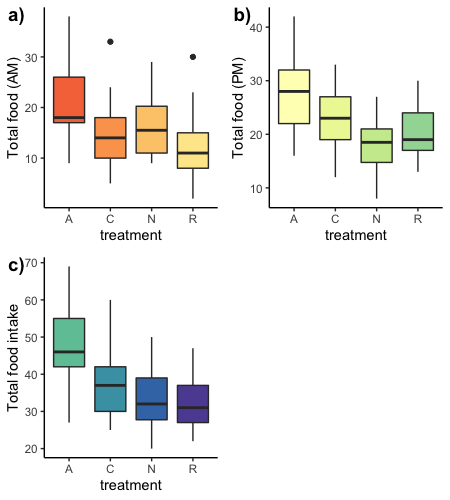 a)
Total food (AM)
30
20
10
A C N R
treatment
b)
Total food (PM)
40
30
20
10
A C N R
treatment
c)
Total food intake
70
60
50
40
30
20
A C N R
treatment